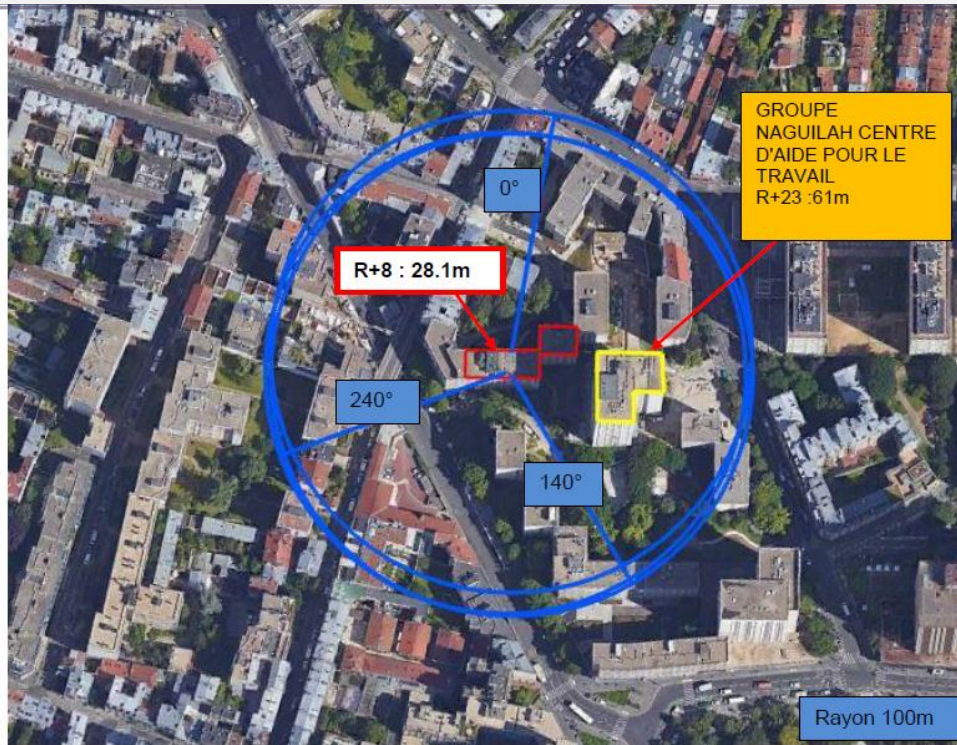 GROUPE
NAGUILAH CENTRE
D'AIDE POUR LE
TRAVAIL
R+23 :61m
0°
R+8 : 28.1m
240°
140°
Rayon 100m